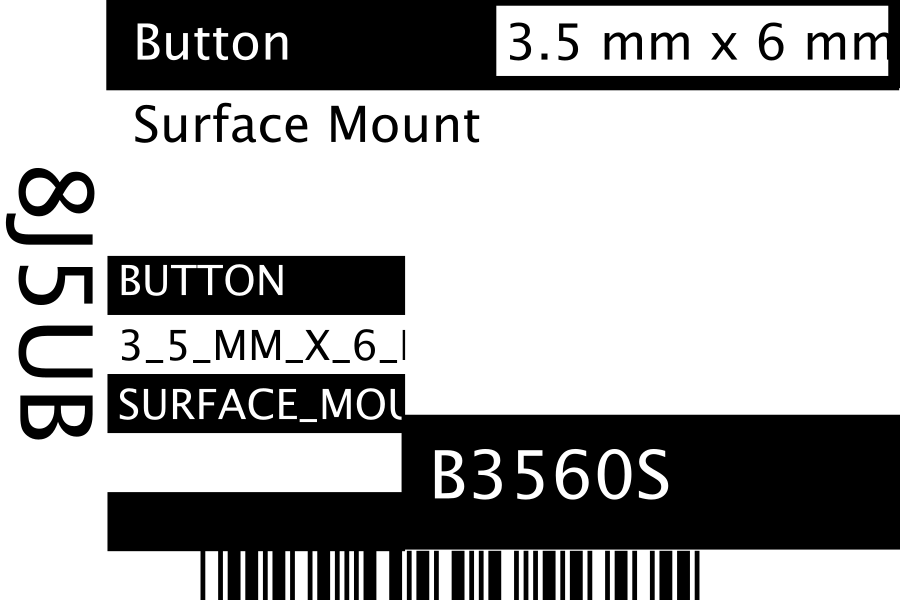 Button
3.5 mm x 6 mm
Surface Mount
8J5UB
BUTTON
3_5_MM_X_6_
SURFACE_MOU
B3560S